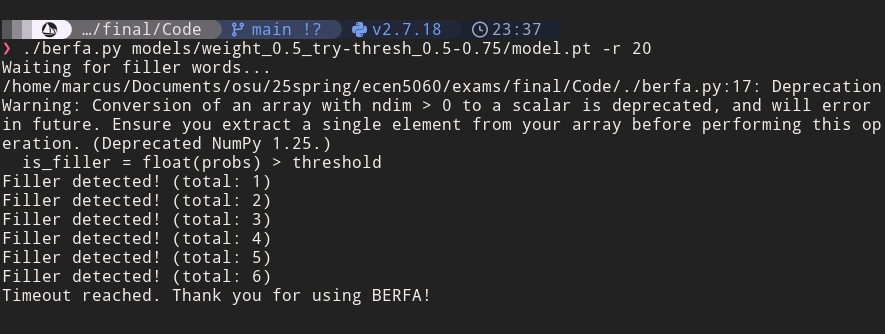 …/final/Code main !? v2.7.18 23:37
❯ ./berfa.py models/weight_0.5_try-thresh_0.5-0.75/model.pt -r 20
Waiting for filler words...
/home/marcus/Documents/osu/25spring/ecen5060/exams/final/Code/./berfa.py:17: Deprecation
Warning: Conversion of an array with ndim > 0 to a scalar is deprecated, and will error
in future. Ensure you extract a single element from your array before performing this op
eration. (Deprecated NumPy 1.25.)
  is_filler = float(probs) > threshold
Filler detected! (total: 1)
Filler detected! (total: 2)
Filler detected! (total: 3)
Filler detected! (total: 4)
Filler detected! (total: 5)
Filler detected! (total: 6)
Timeout reached. Thank you for using BERFA!